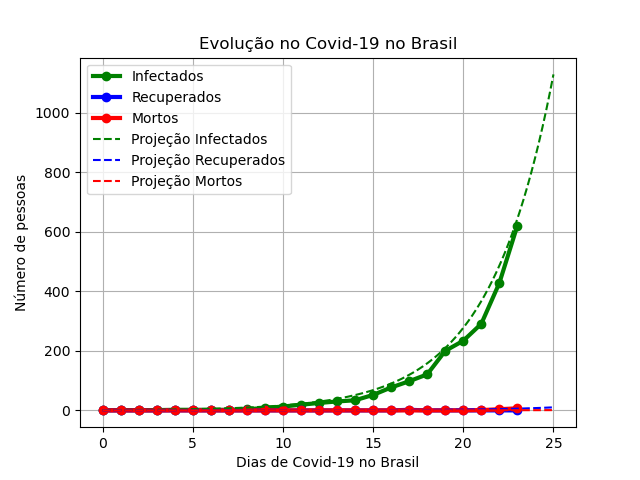 Evolução no Covid-19 no Brasil
Infectados
Recuperados
Mortos
Projeção Infectados
Projeção Recuperados
Projeção Mortos
Número de pessoas
1000
800
600
400
200
0
0 5 10 15 20 25
Dias de Covid-19 no Brasil